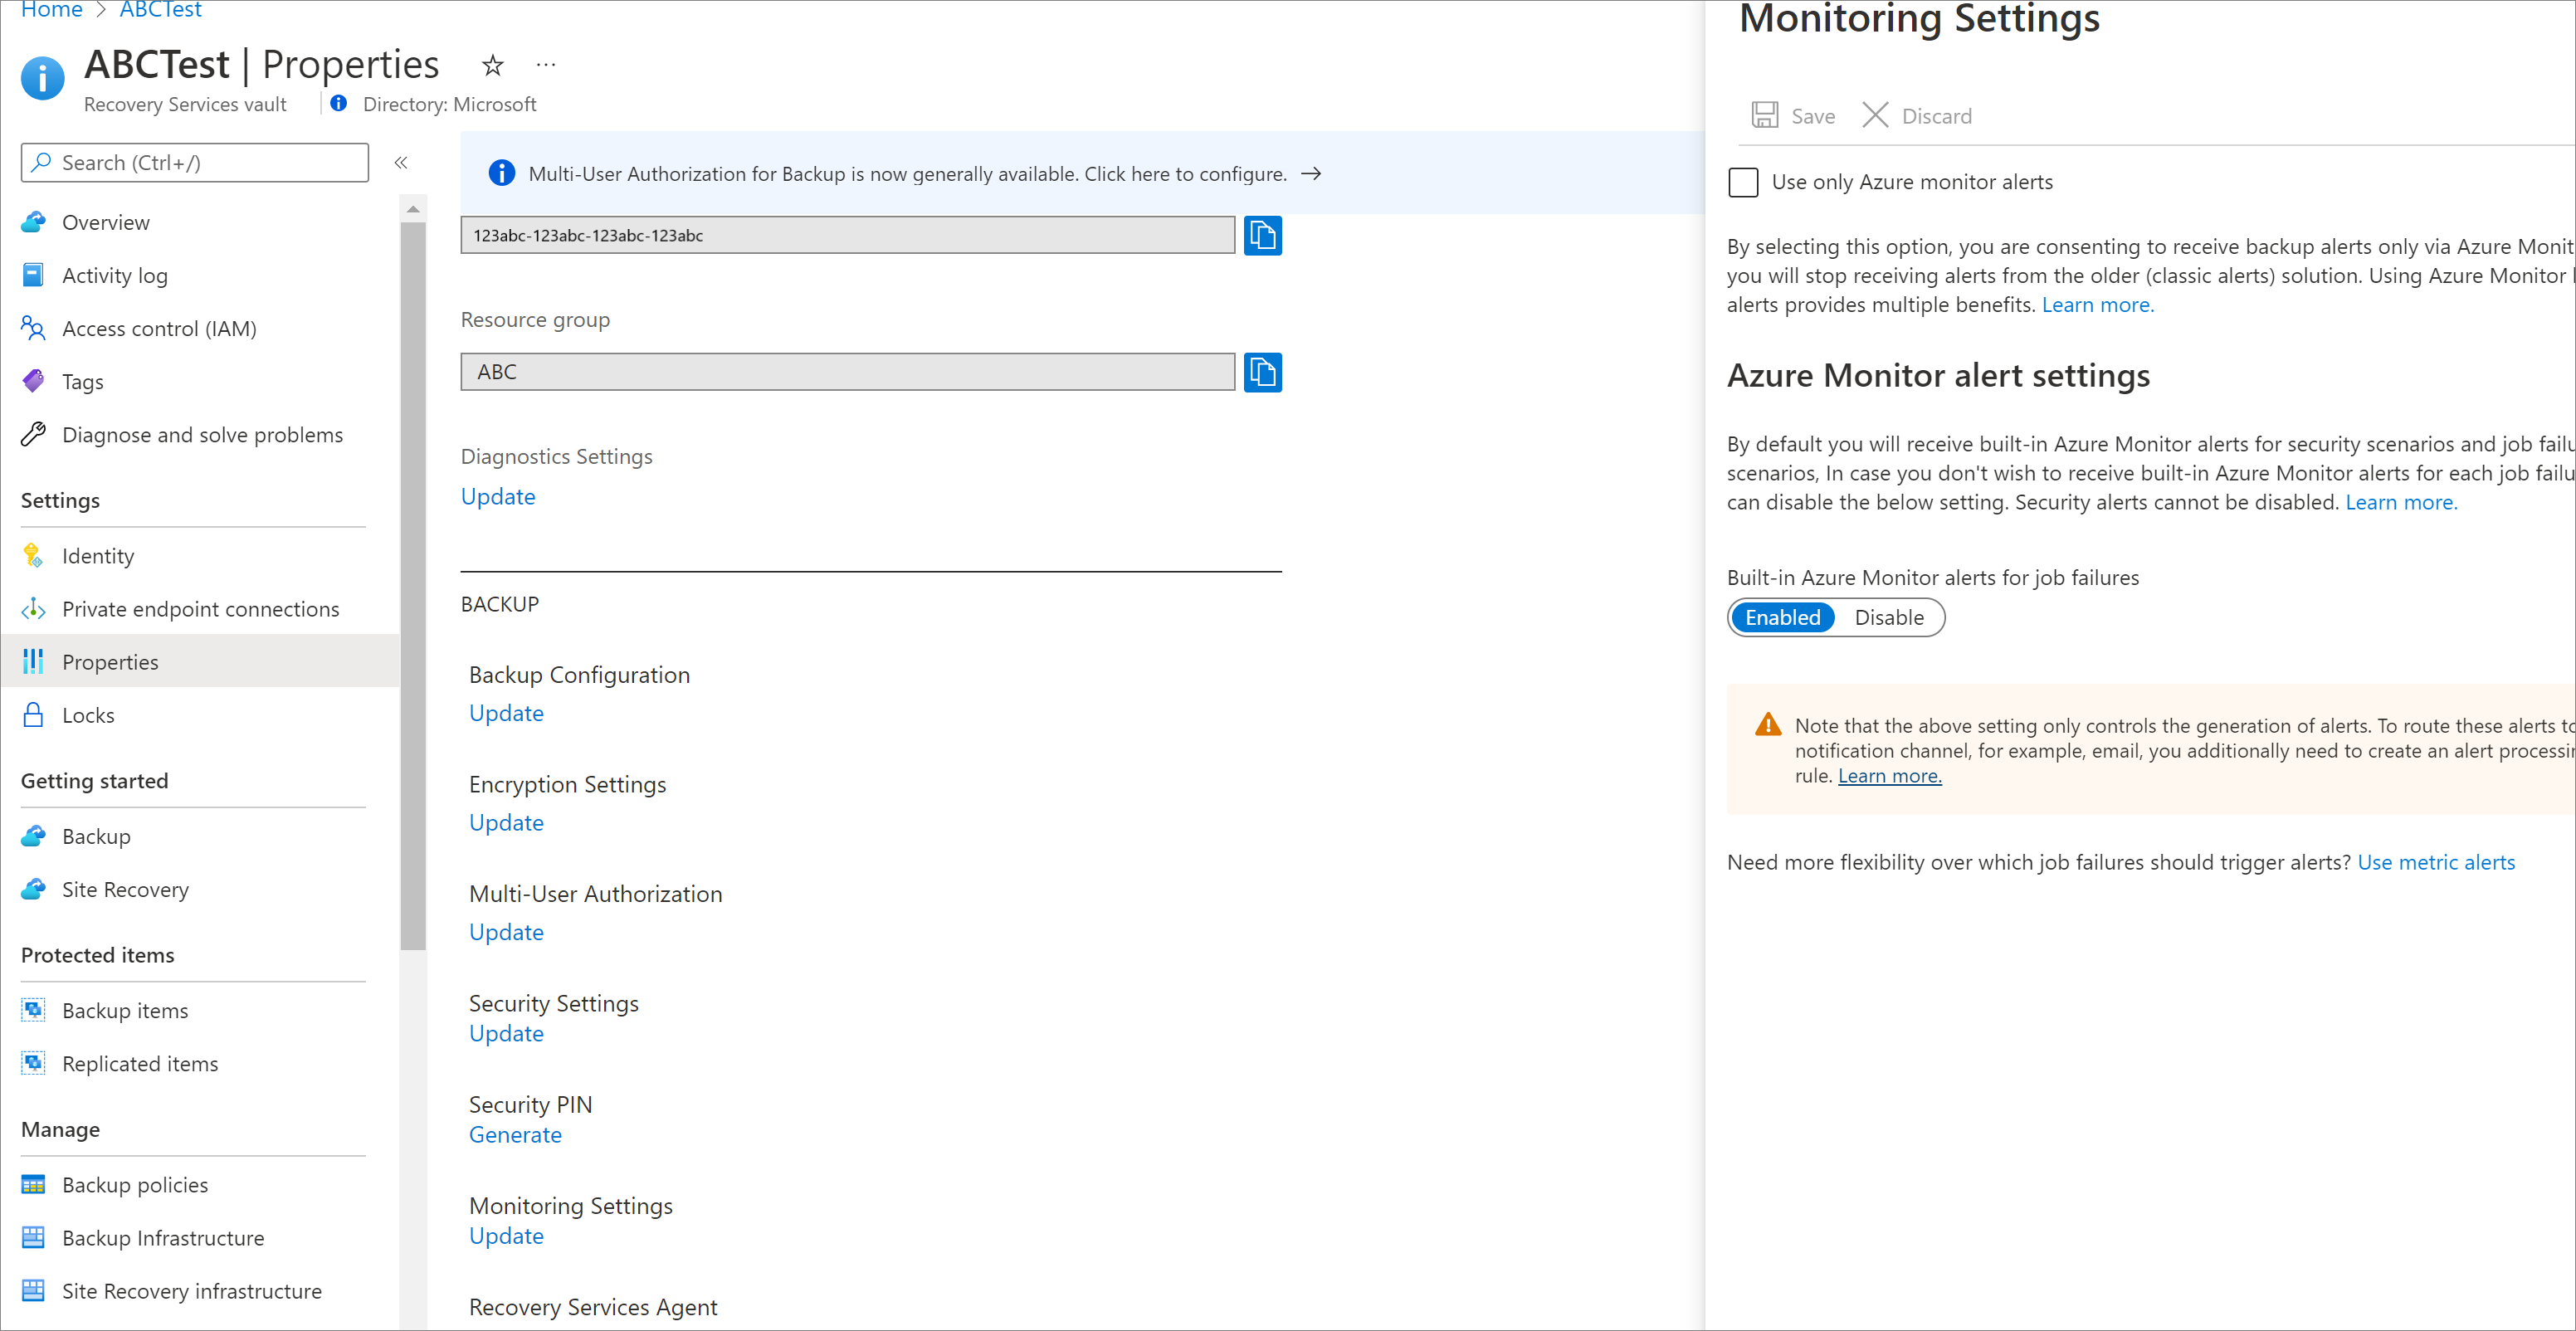 Home > ABCTest
ABCTest | Properties
Recovery Services vault
Directory: Microsoft
Search (Ctrl+/)
Overview
Activity log
Access control (IAM)
Tags
Diagnose and solve problems
Settings
Identity
Private endpoint connections
Properties
Locks
Getting started
Backup
Site Recovery
Protected items
Backup items
Replicated items
Manage
Backup policies
Backup Infrastructure
Site Recovery infrastructure
Multi-User Authorization for Backup is now generally available. Click here to configure. →
123abc-123abc-123abc-123abc
Resource group
ABC
Diagnostics Settings
Update
BACKUP
Backup Configuration
Update
Encryption Settings
Update
Multi-User Authorization
Update
Security Settings
Update
Security PIN
Generate
Monitoring Settings
Update
Recovery Services Agent
Monitoring Settings
Save
Discard
Use only Azure monitor alerts
By selecting this option, you are consenting to receive backup alerts only via Azure
you will stop receiving alerts from the older (classic alerts) solution. Using Azure Monitor
alerts provides multiple benefits. Learn more.
Azure Monitor alert settings
By default you will receive built-in Azure Monitor alerts for security scenarios and job
scenarios, In case you don't wish to receive built-in Azure Monitor alerts for each job
can disable the below setting. Security alerts cannot be disabled. Learn more.
Built-in Azure Monitor alerts for job failures
Enabled
Disable
Note that the above setting only controls the generation of alerts. To route these alerts
notification channel, for example, email, you additionally need to create an alert
rule. Learn more.
Need more flexibility over which job failures should trigger alerts? Use metric alerts